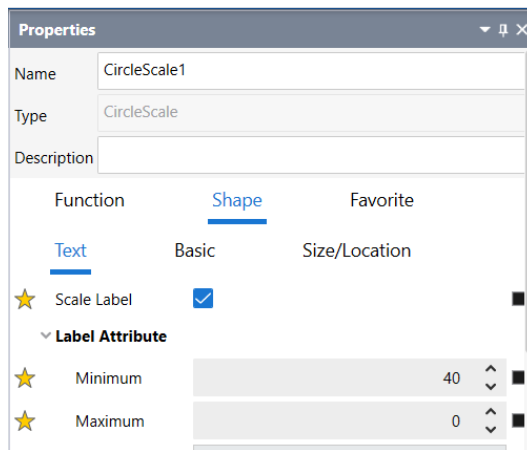 Properties
Name CircleScale1
Type CircleScale
Description
Function Shape Favorite
Text Basic Size/Location
Scale Label
Label Attribute
Minimum 40
Maximum 0